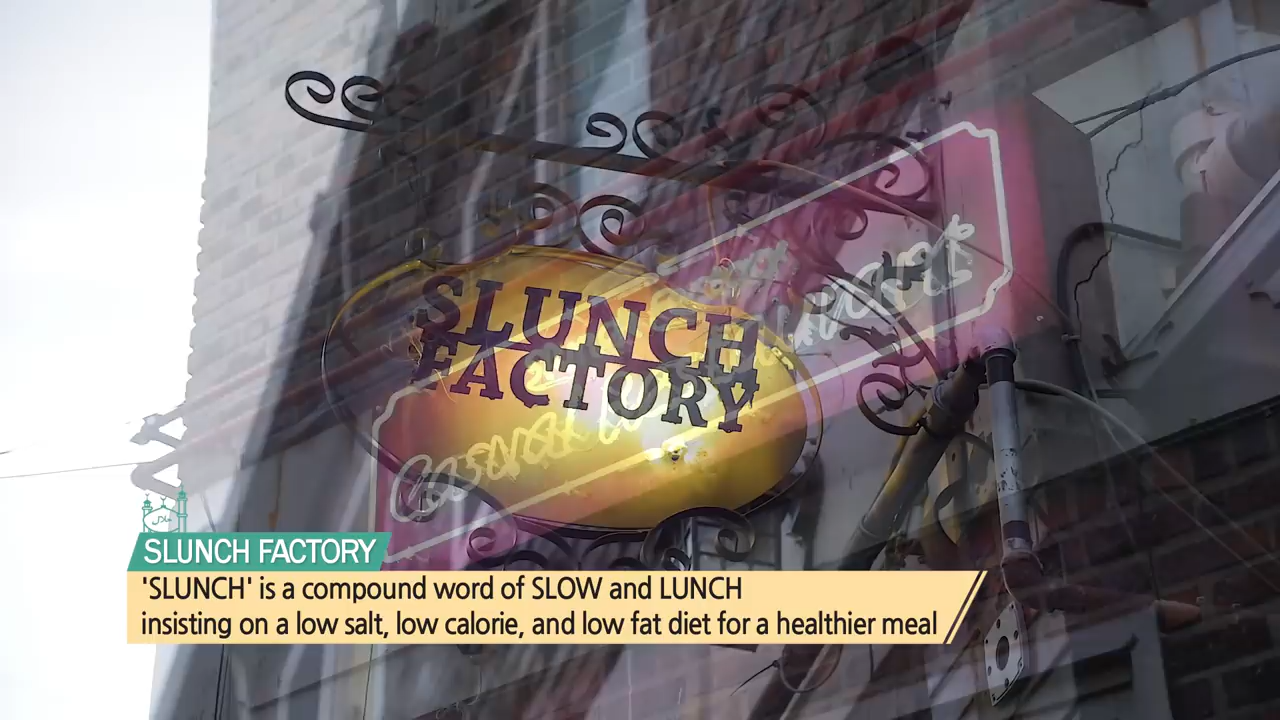 SLUNCH
FACTORY
SLUNCH FACTORY
'SLUNCH' is a compound word of SLOW and LUNCH
insisting on a low salt, low calorie, and low fat diet for a healthier meal